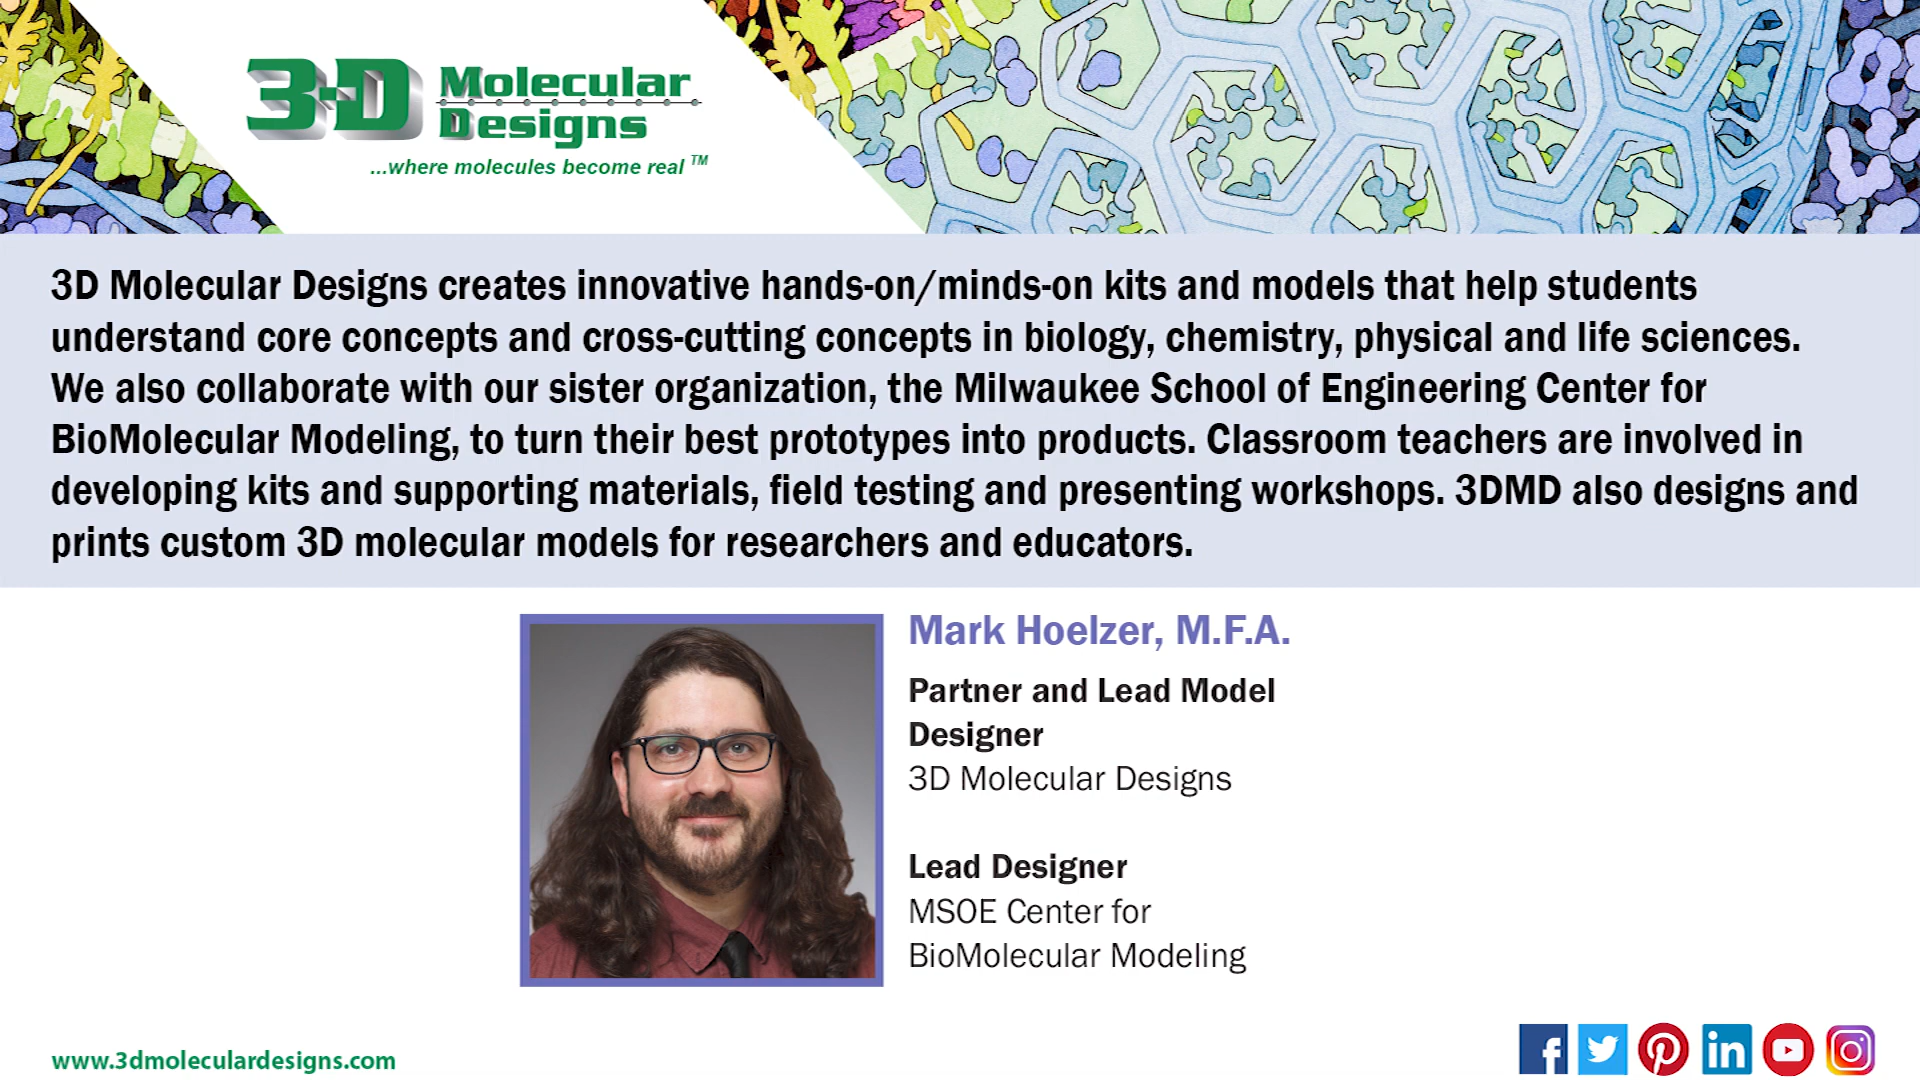 3-D Molecular
Designs
...where molecules become real ™
3D Molecular Designs creates innovative hands-on/minds-on kits and models that help students
understand core concepts and cross-cutting concepts in biology, chemistry, physical and life sciences.
We also collaborate with our sister organization, the Milwaukee School of Engineering Center for
BioMolecular Modeling, to turn their best prototypes into products. Classroom teachers are involved in
developing kits and supporting materials, field testing and presenting workshops. 3DMD also designs and
prints custom 3D molecular models for researchers and educators.
Mark Hoelzer, M.F.A.
Partner and Lead Model
Designer
3D Molecular Designs
Lead Designer
MSOE Center for
BioMolecular Modeling
www.3dmoleculardesigns.com